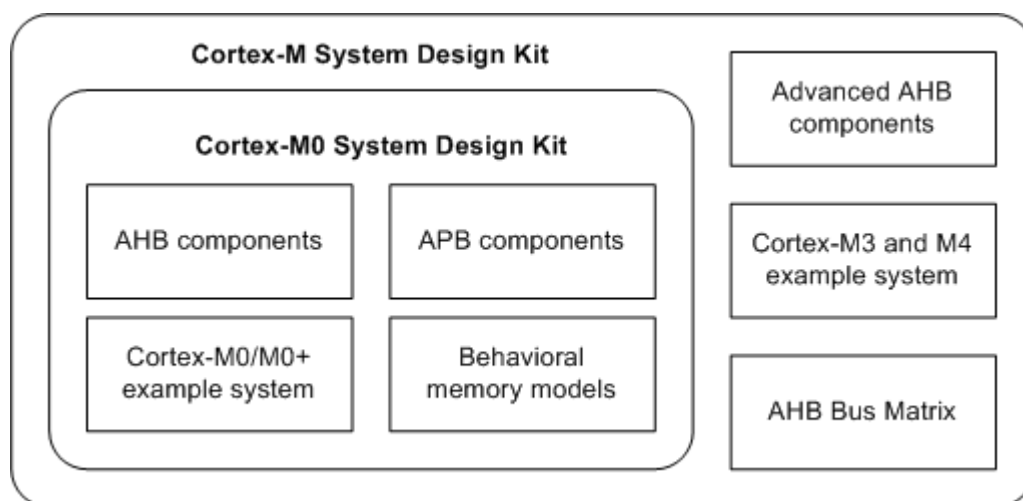 Cortex-M System Design Kit
Cortex-M0 System Design Kit
AHB components
APB components
Cortex-M0/M0+
example system
Behavioral
memory models
Advanced AHB
components
Cortex-M3 and M4
example system
AHB Bus Matrix